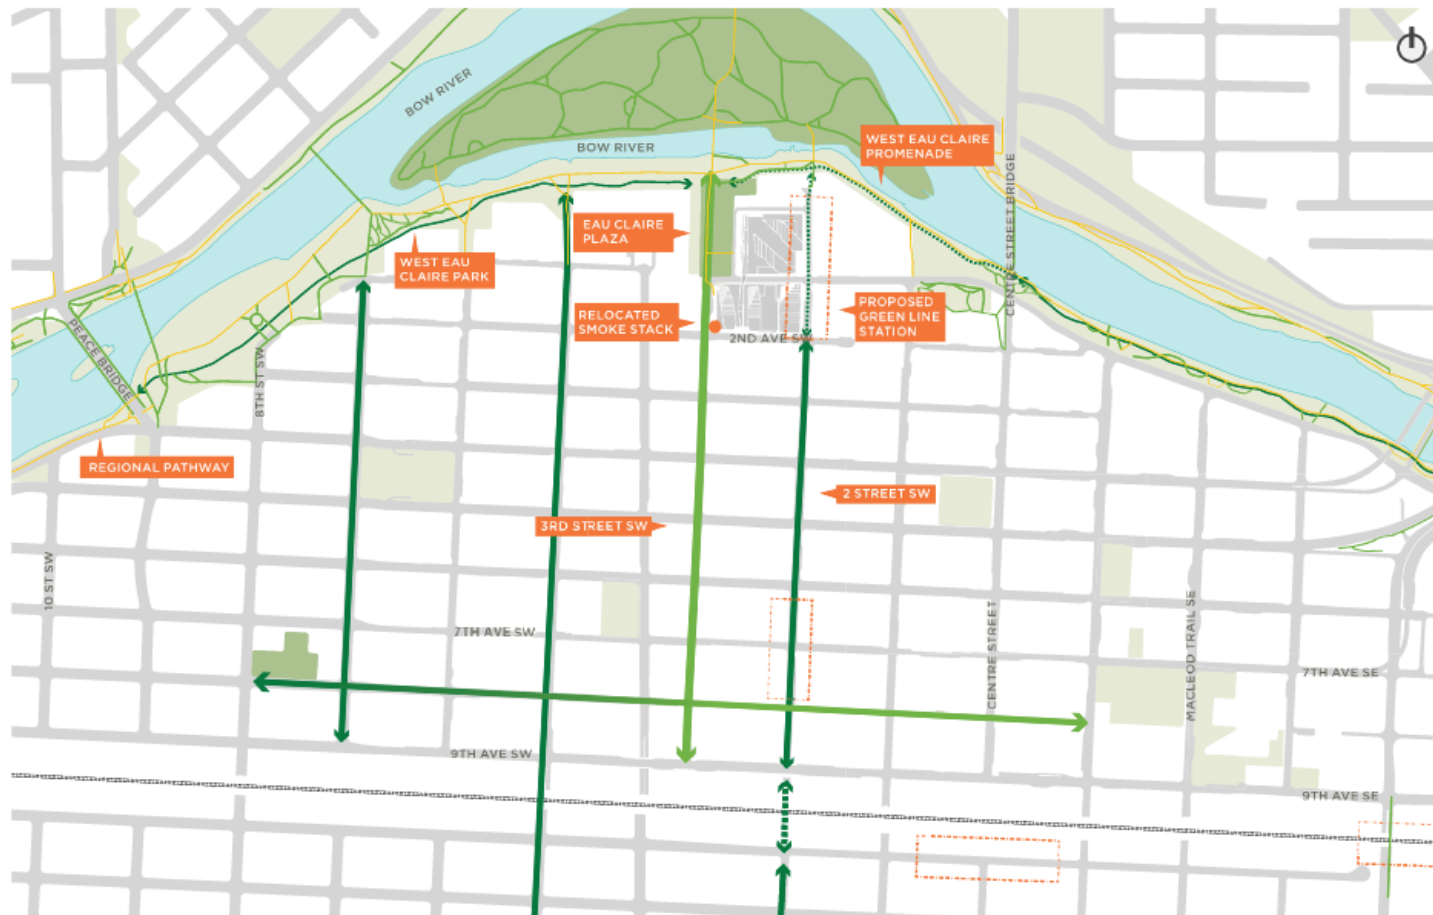 BOW RIVER
BOW RIVER
WEST EAU CLAIRE
PROMENADE
CENTRE STREET BRIDGE
EAU CLAIRE
PLAZA
WEST EAU
CLAIRE PARK
RELOCATED
SMOKE STACK
PROPOSED
GREEN LINE
STATION
2ND AVE SW
PEACE BRIDGE
8TH ST SW
REGIONAL PATHWAY
2 STREET SW
3RD STREET SW
10 ST SW
7TH AVE SW
CENTRE STREET
MACLEOD TRAIL SE
7TH AVE SE
9TH AVE SW
9TH AVE SE